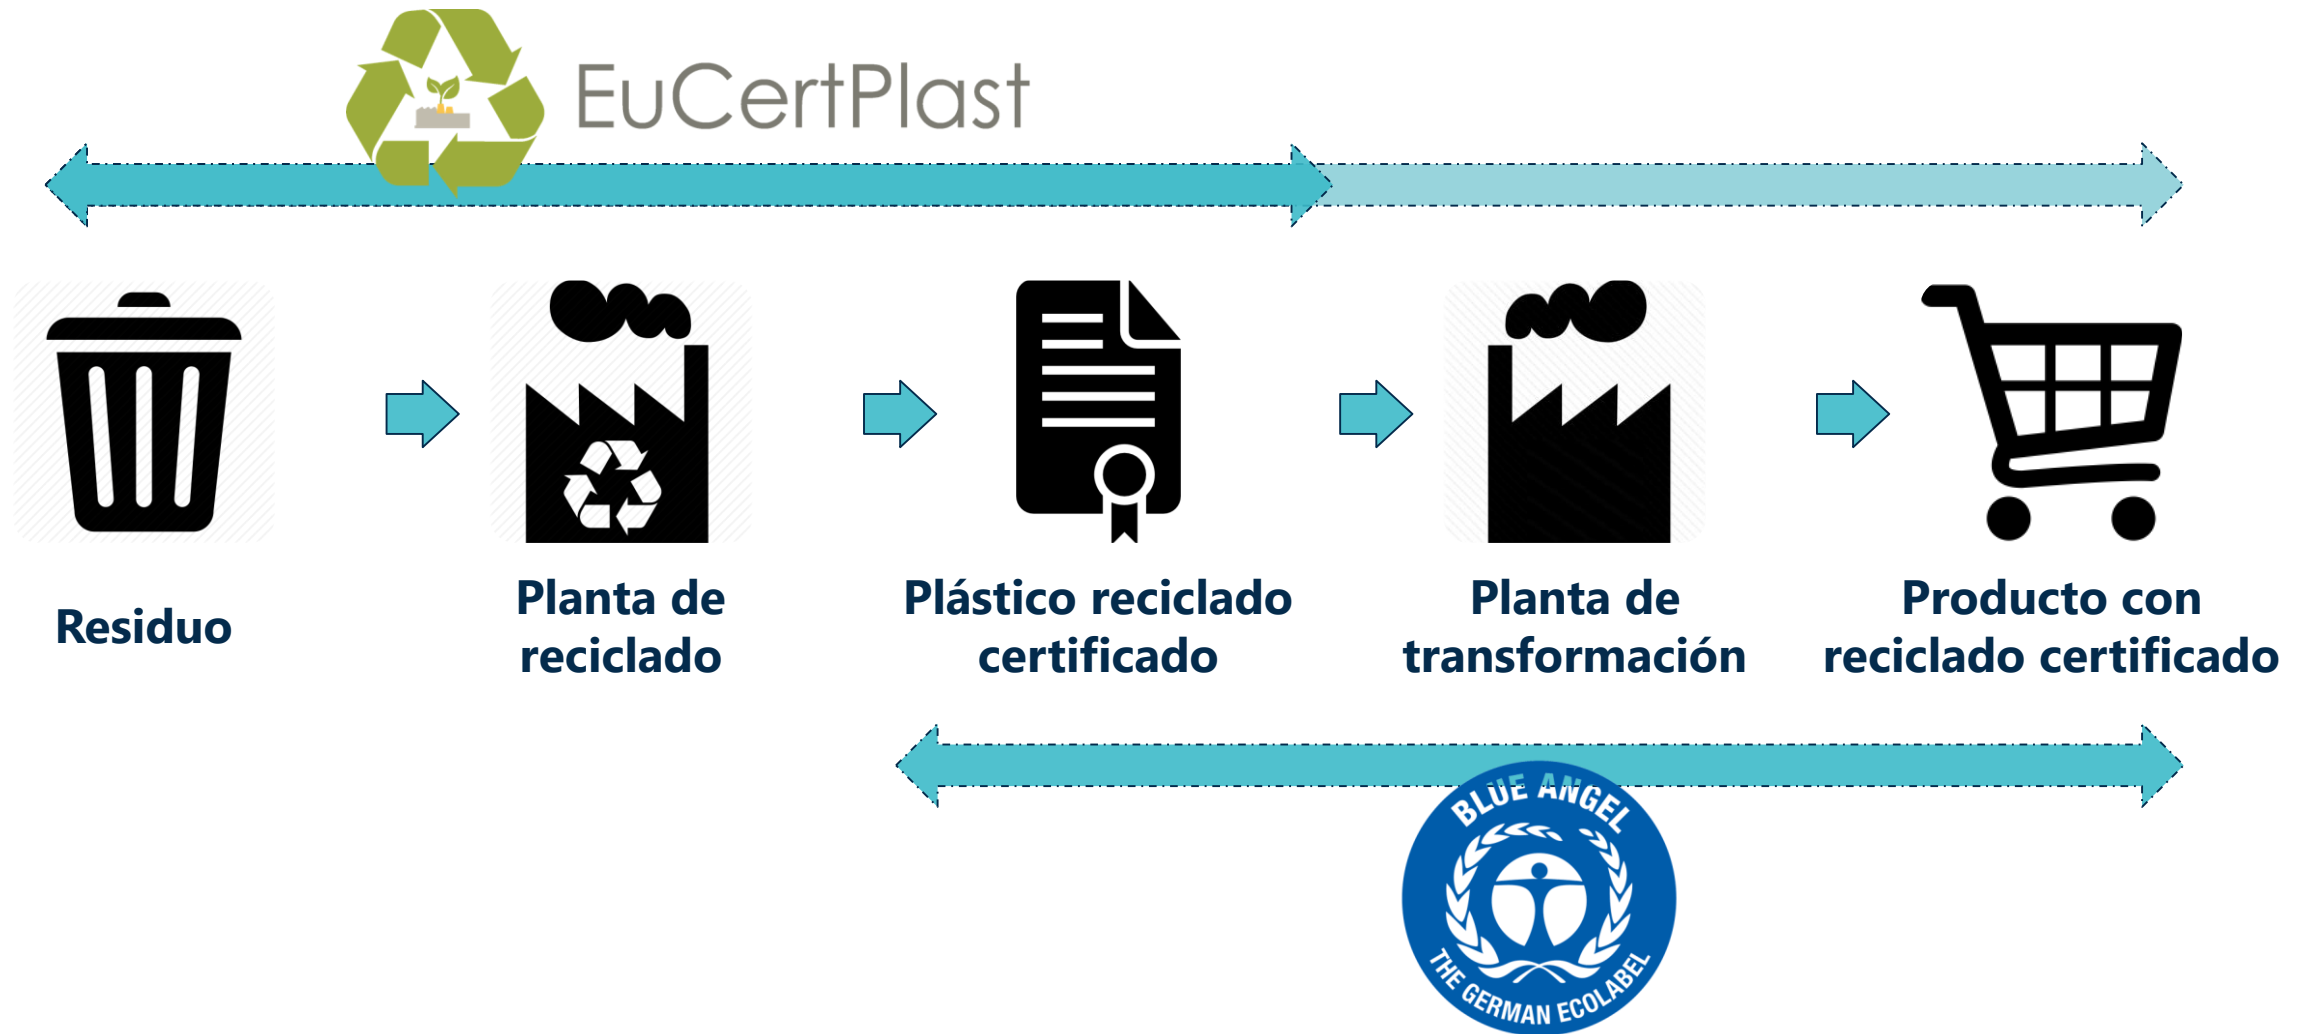 EuCertPlast
Residuo
Planta de
reciclado
Plástico reciclado
certificado
Planta de
transformación
Producto con
reciclado certificado
BLUE ANGEL
THE GERMAN ECOLABEL